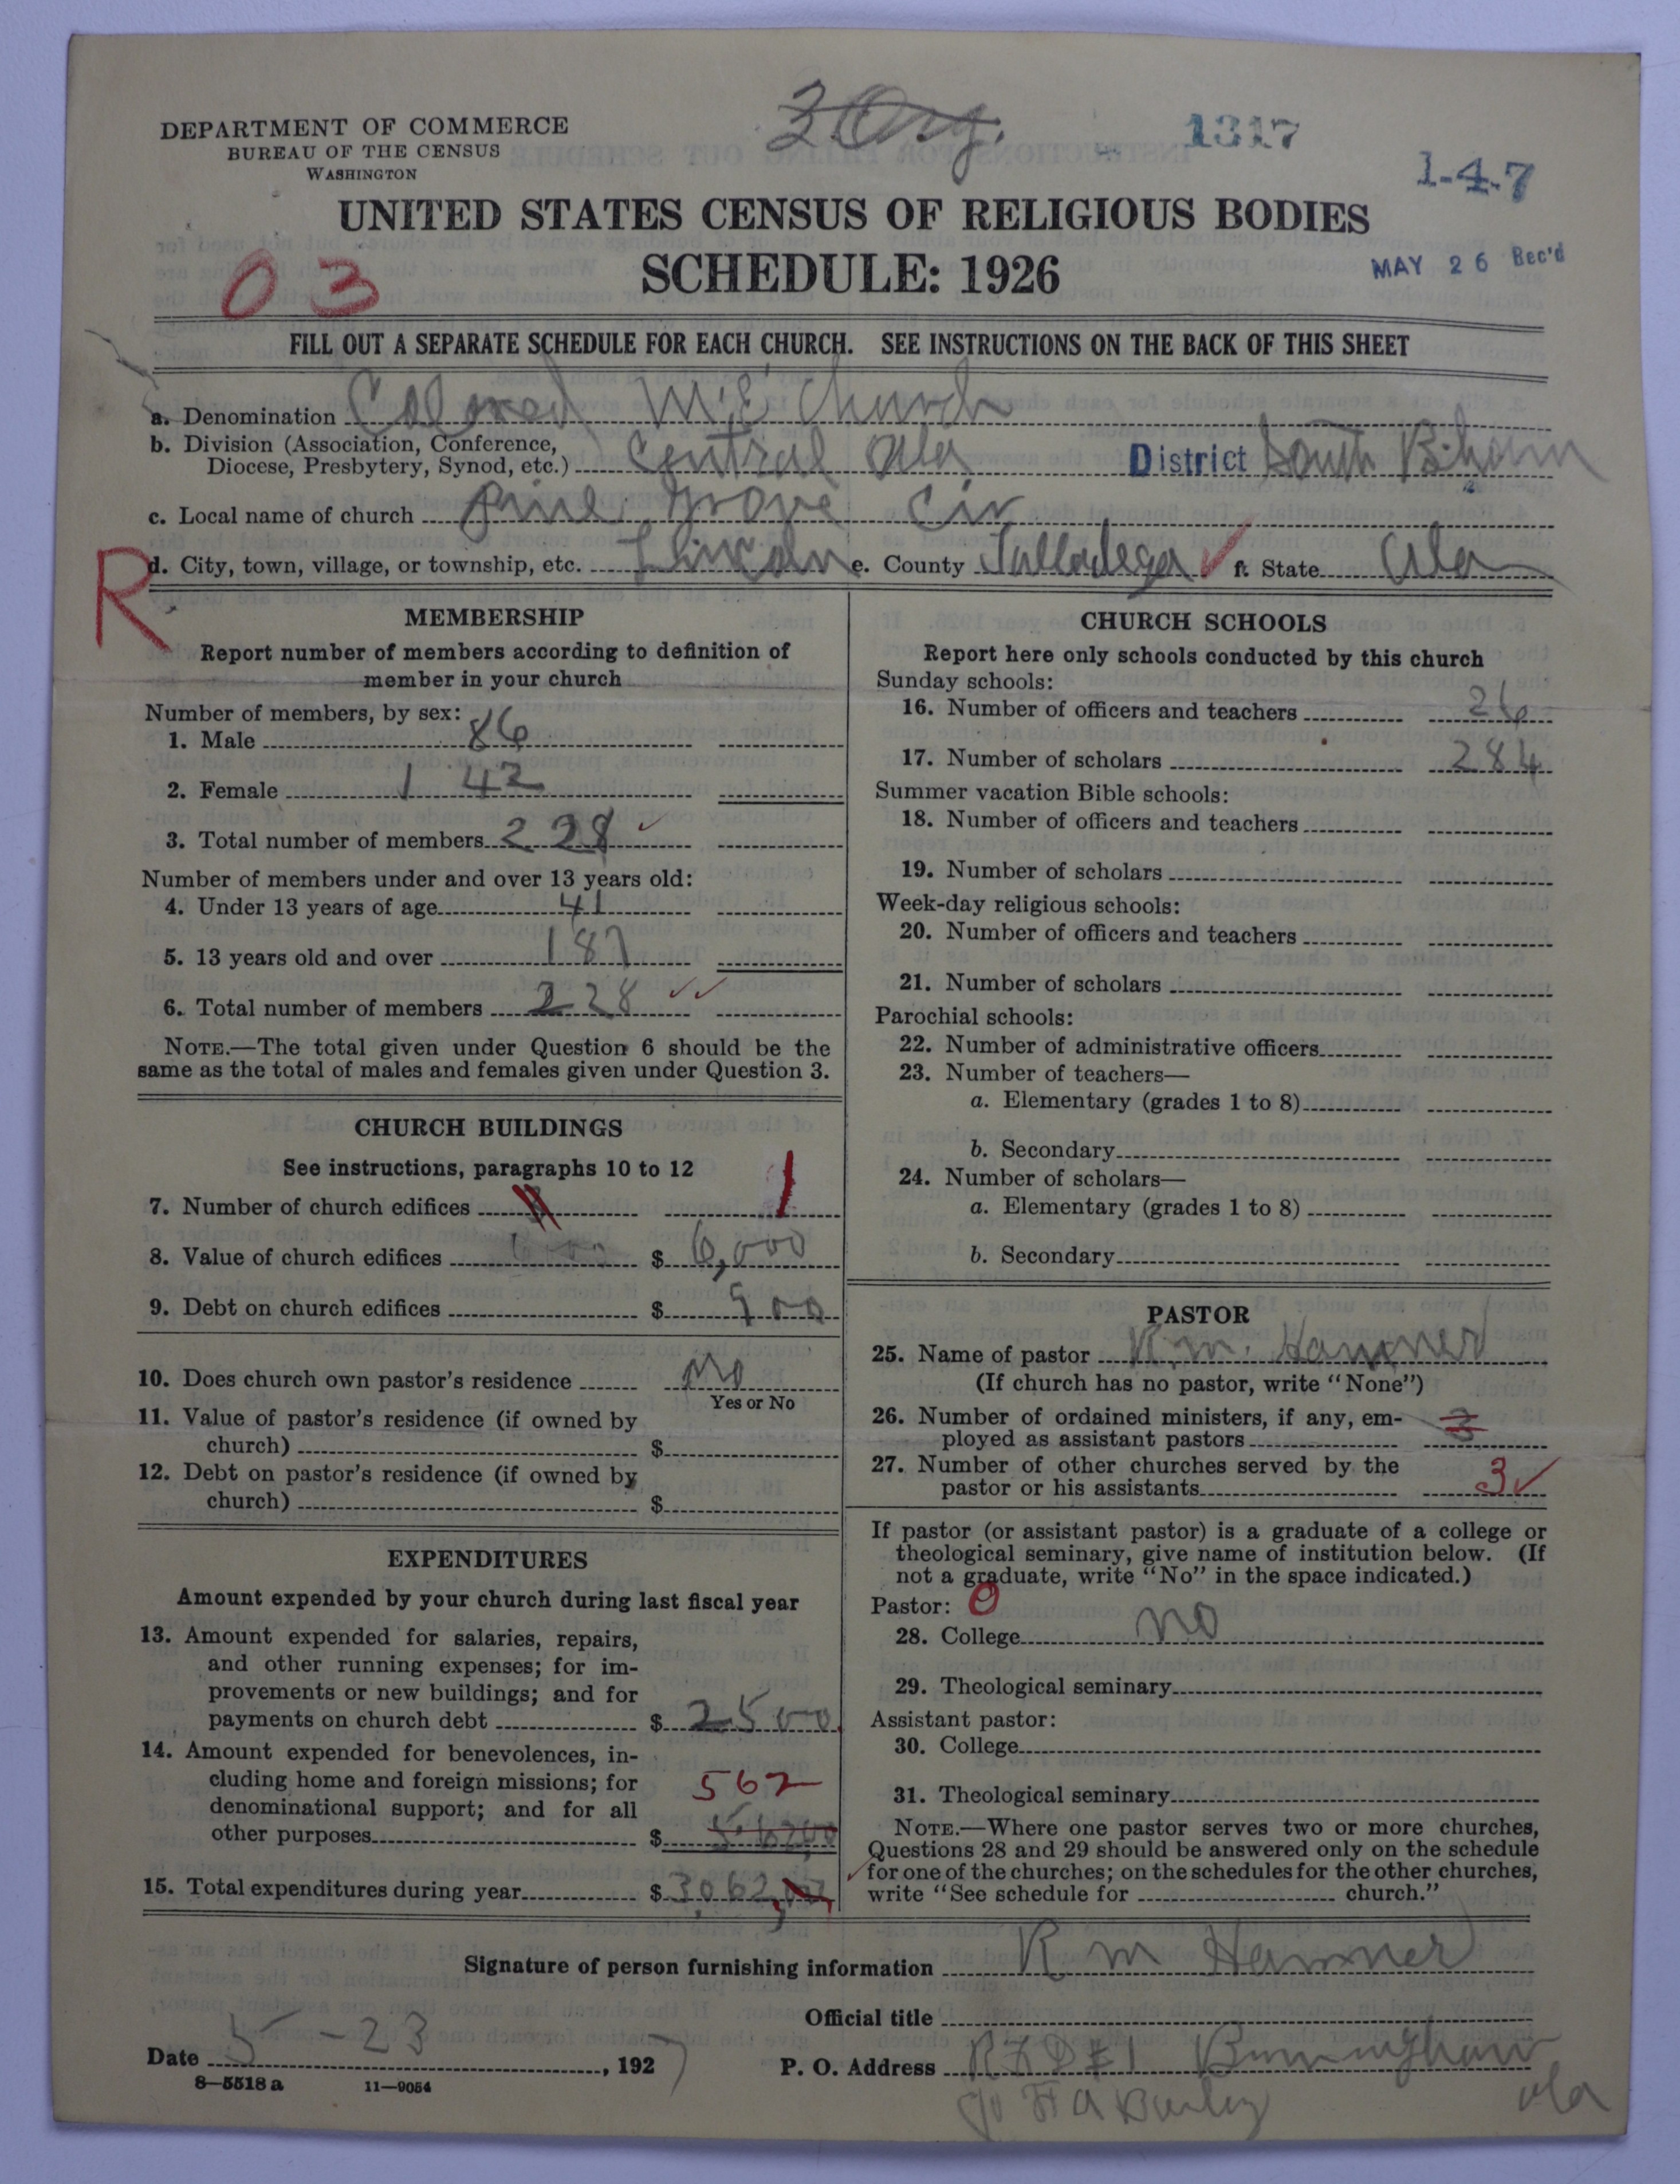 3 Org.
1317
1-4-7
DEPARTMENT OF COMMERCE
BUREAU OF THE CENSUS
WASHINGTON
UNITED STATES CENSUS OF RELIGIOUS BODIES
SCHEDULE: 1926
MAY 26 Rec'd
03
FILL OUT A SEPARATE SCHEDULE FOR EACH CHURCH. SEE INSTRUCTIONS ON THE BACK OF THIS SHEET
a. Denomination Colored M.E. Church
b. Division (Association, Conference,
Diocese, Presbytery, Synod, etc.) Central Ala District South B.ham
c. Local name of church Pine Grove Cir
R
d. City, town, village, or township, etc. Lincoln e. County Talladega ✓ f. State Ala
MEMBERSHIP
Report number of members according to definition of
member in your church
Number of members, by sex:
1. Male 86
2. Female 142
3. Total number of members 228 ✓
Number of members under and over 13 years old:
4. Under 13 years of age 41
5. 13 years old and over 187
6. Total number of members 228 ✓✓
NOTE.—The total given under Question 6 should be the
same as the total of males and females given under Question 3.
CHURCH BUILDINGS
See instructions, paragraphs 10 to 12
7. Number of church edifices 1
8. Value of church edifices 6000 $ 6,000
9. Debt on church edifices $ 900
10. Does church own pastor's residence No
Yes or No
11. Value of pastor's residence (if owned by
church) $
12. Debt on pastor's residence (if owned by
church) $
EXPENDITURES
Amount expended by your church during last fiscal year
13. Amount expended for salaries, repairs,
and other running expenses; for im-
provements or new buildings; and for
payments on church debt $ 2500
14. Amount expended for benevolences, in-
cluding home and foreign missions; for 562
denominational support; and for all
other purposes $ 56200
15. Total expenditures during year $ 3062,00
CHURCH SCHOOLS
Report here only schools conducted by this church
Sunday schools:
16. Number of officers and teachers 26
17. Number of scholars 284
Summer vacation Bible schools:
18. Number of officers and teachers
19. Number of scholars
Week-day religious schools:
20. Number of officers and teachers
21. Number of scholars
Parochial schools:
22. Number of administrative officers
23. Number of teachers—
a. Elementary (grades 1 to 8)
b. Secondary
24. Number of scholars—
a. Elementary (grades 1 to 8)
b. Secondary
PASTOR
25. Name of pastor R.M. Hammer
(If church has no pastor, write "None")
26. Number of ordained ministers, if any, em-
ployed as assistant pastors 3
27. Number of other churches served by the
pastor or his assistants 3 ✓
If pastor (or assistant pastor) is a graduate of a college or
theological seminary, give name of institution below. (If
not a graduate, write "No" in the space indicated.)
Pastor: 0
28. College no
29. Theological seminary
Assistant pastor:
30. College
31. Theological seminary
NOTE.—Where one pastor serves two or more churches,
Questions 28 and 29 should be answered only on the schedule
for one of the churches; on the schedules for the other churches,
write "See schedule for church."
Signature of person furnishing information R M Hammer
Official title
Date 5-23, 1927
P. O. Address RFD #1 Birmingham
Ala
8—5518 a 11—9054